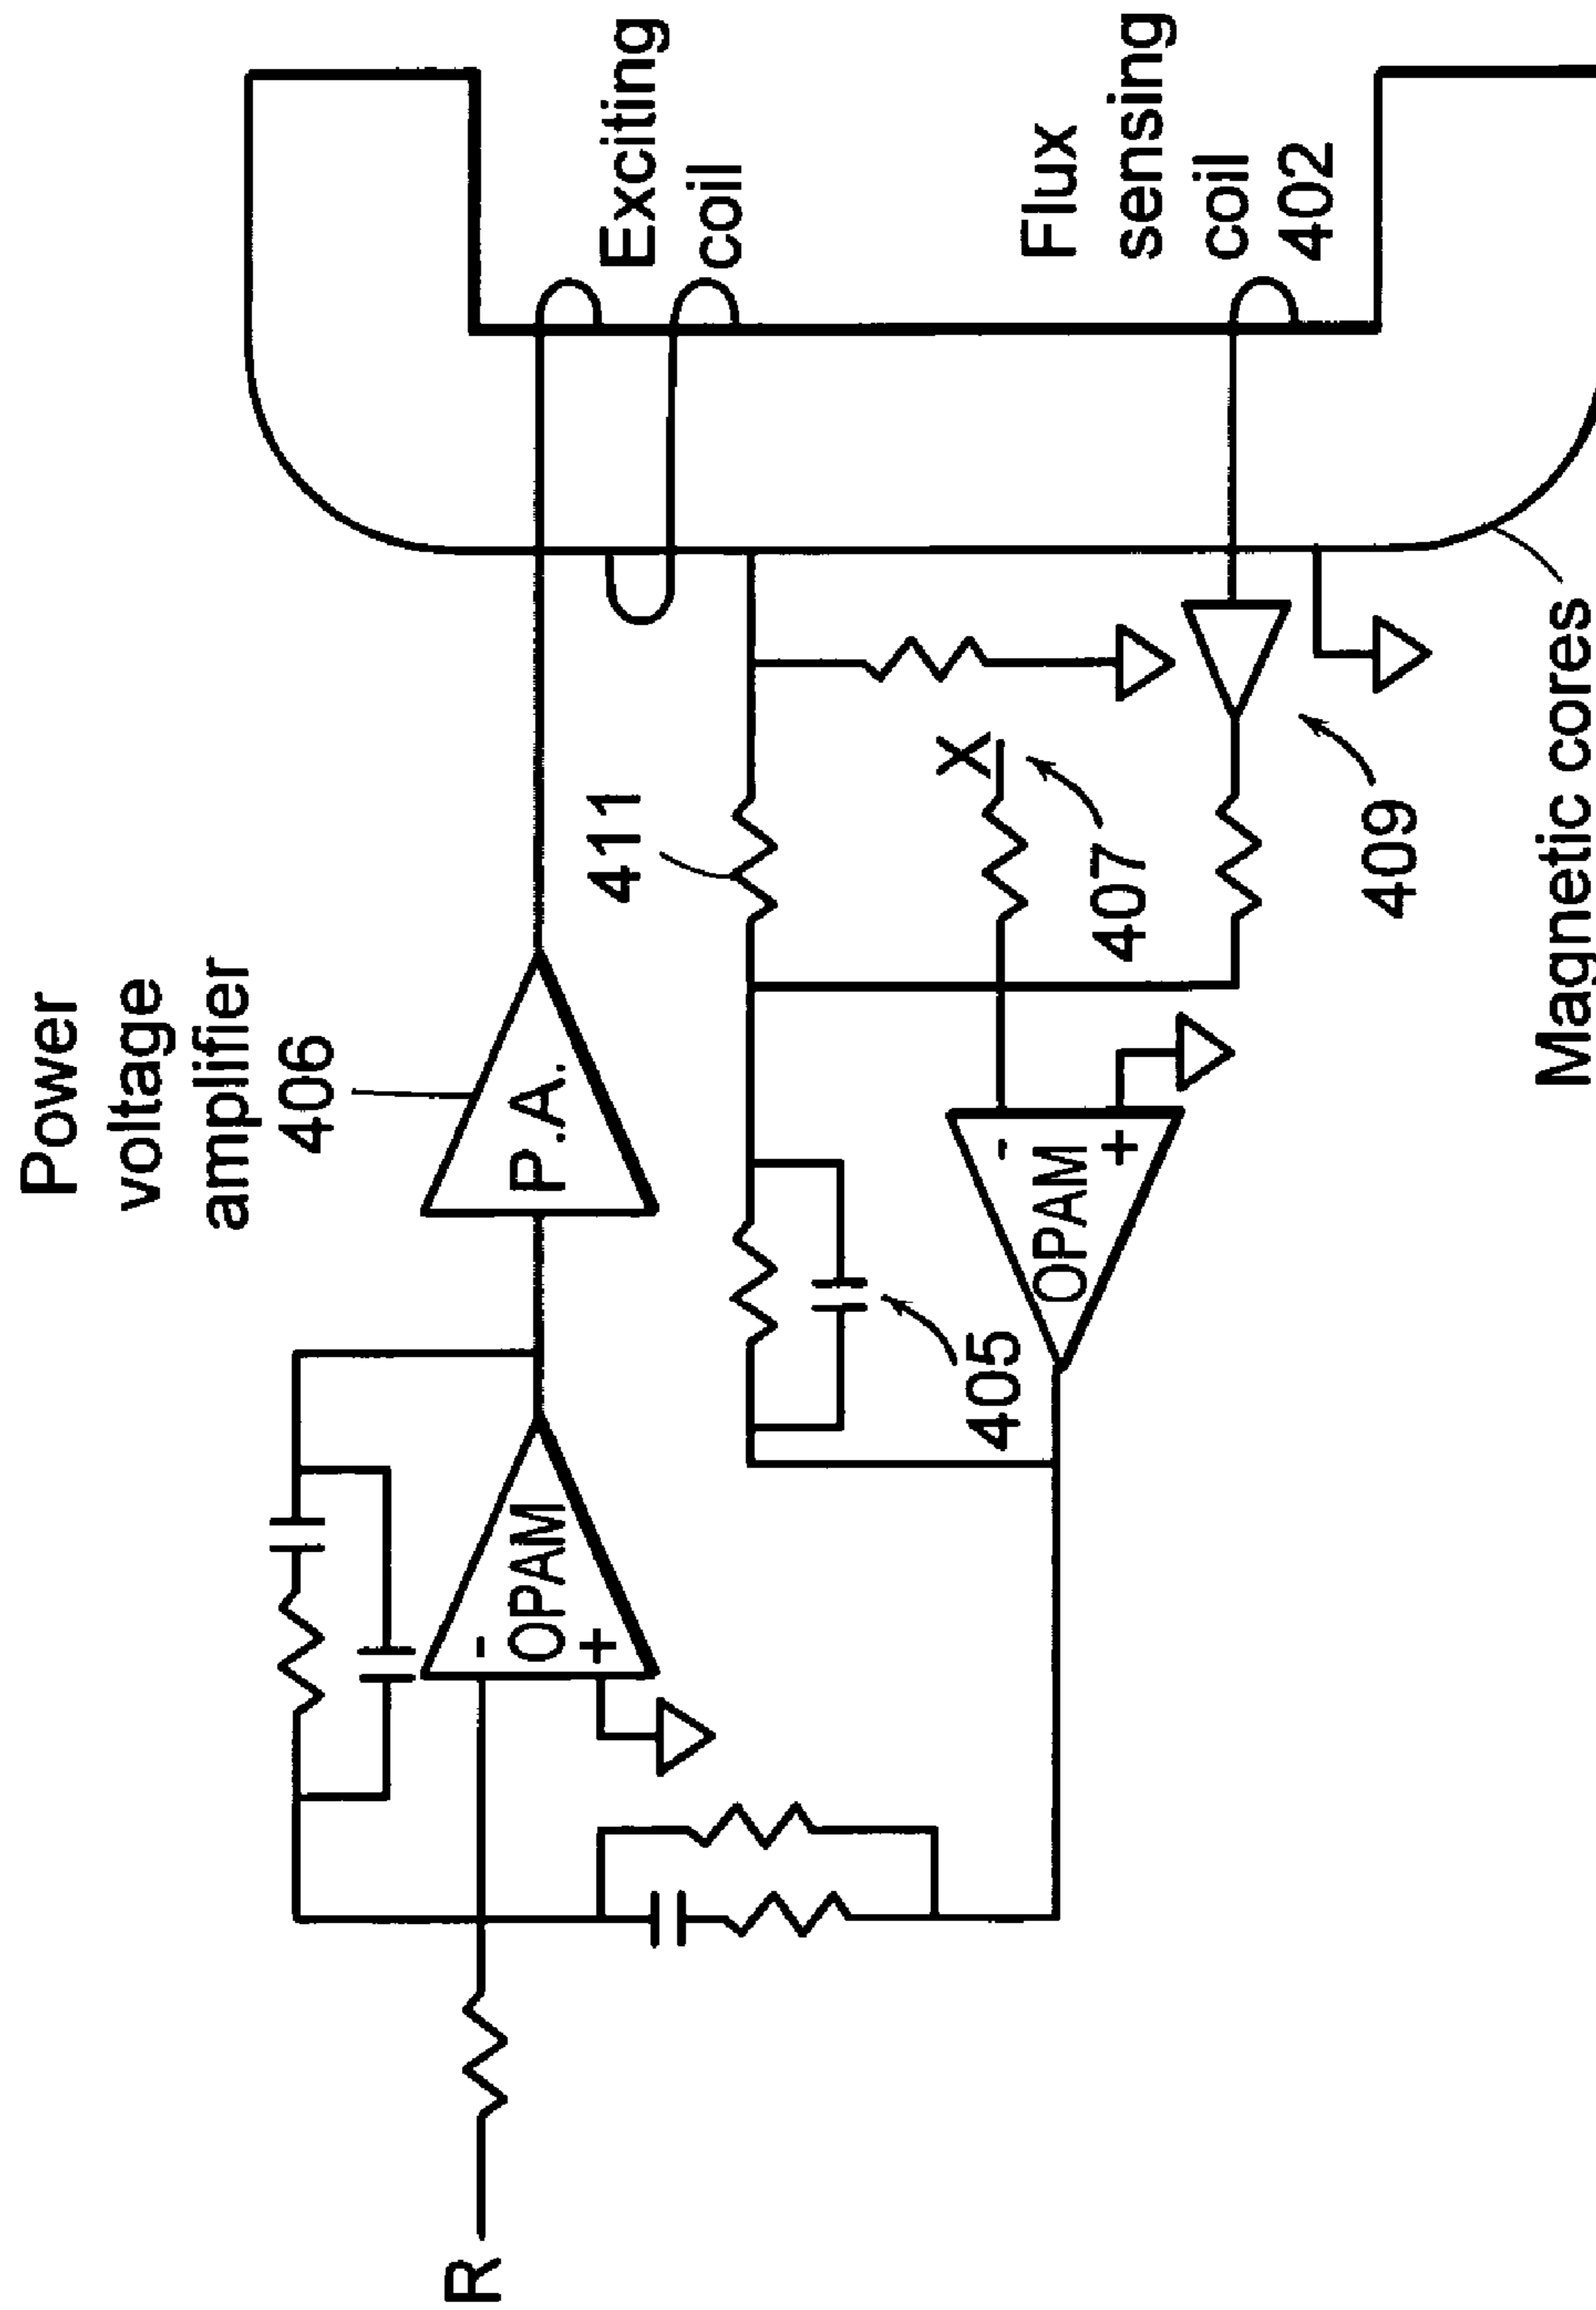 Power
voltage
amplifier
406
P.A.
OPAM
-
+
R
411
X
407
409
OPAM
-
+
405
Exciting
coil
Flux
sensing
coil
402
Magnetic cores